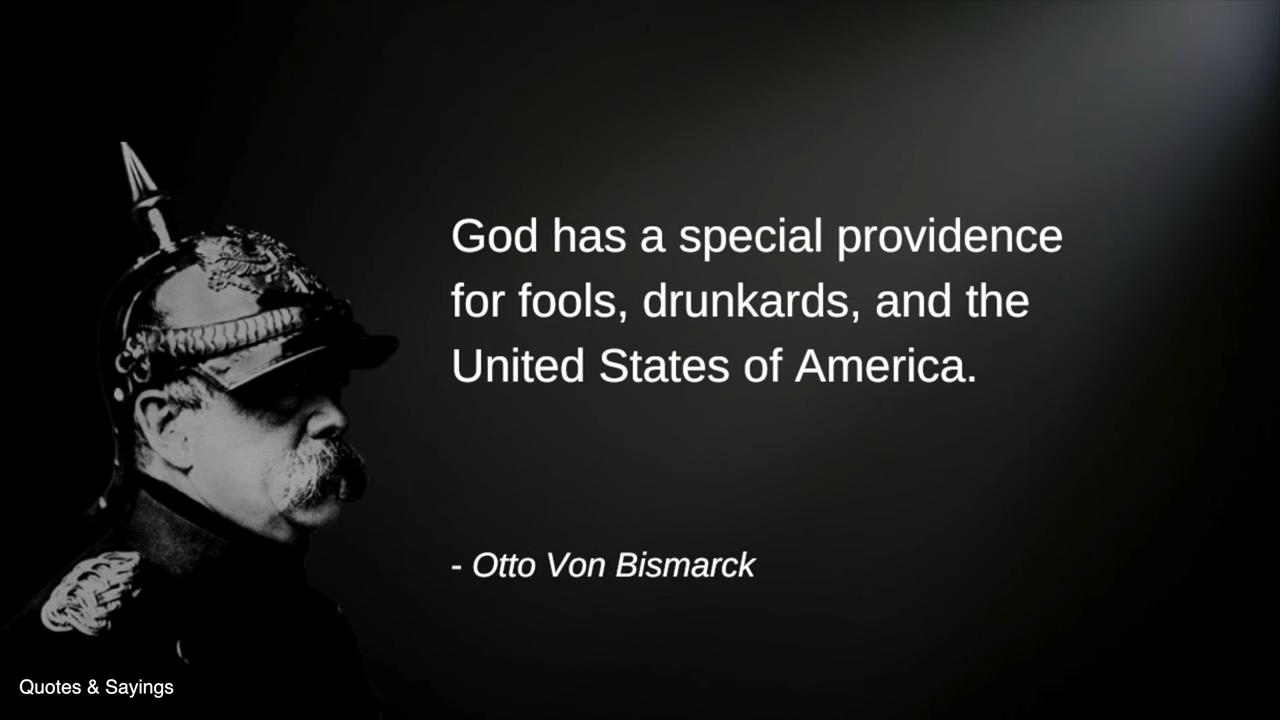 God has a special providence
for fools, drunkards, and the
United States of America.
- Otto Von Bismarck
Quotes & Sayings